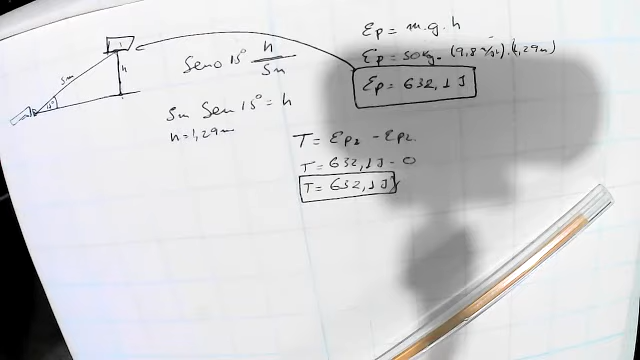 5m
h
15°
Seno 15° h/5m
5m Sen 15° = h
h = 1,29m
Ep = m.g.h
Ep = 50kg. (9,8 m/s²).(1,29m)
Ep = 632,1 J
T = Ep2 - Ep2.
T = 632,1 J - 0
T = 632,1 J